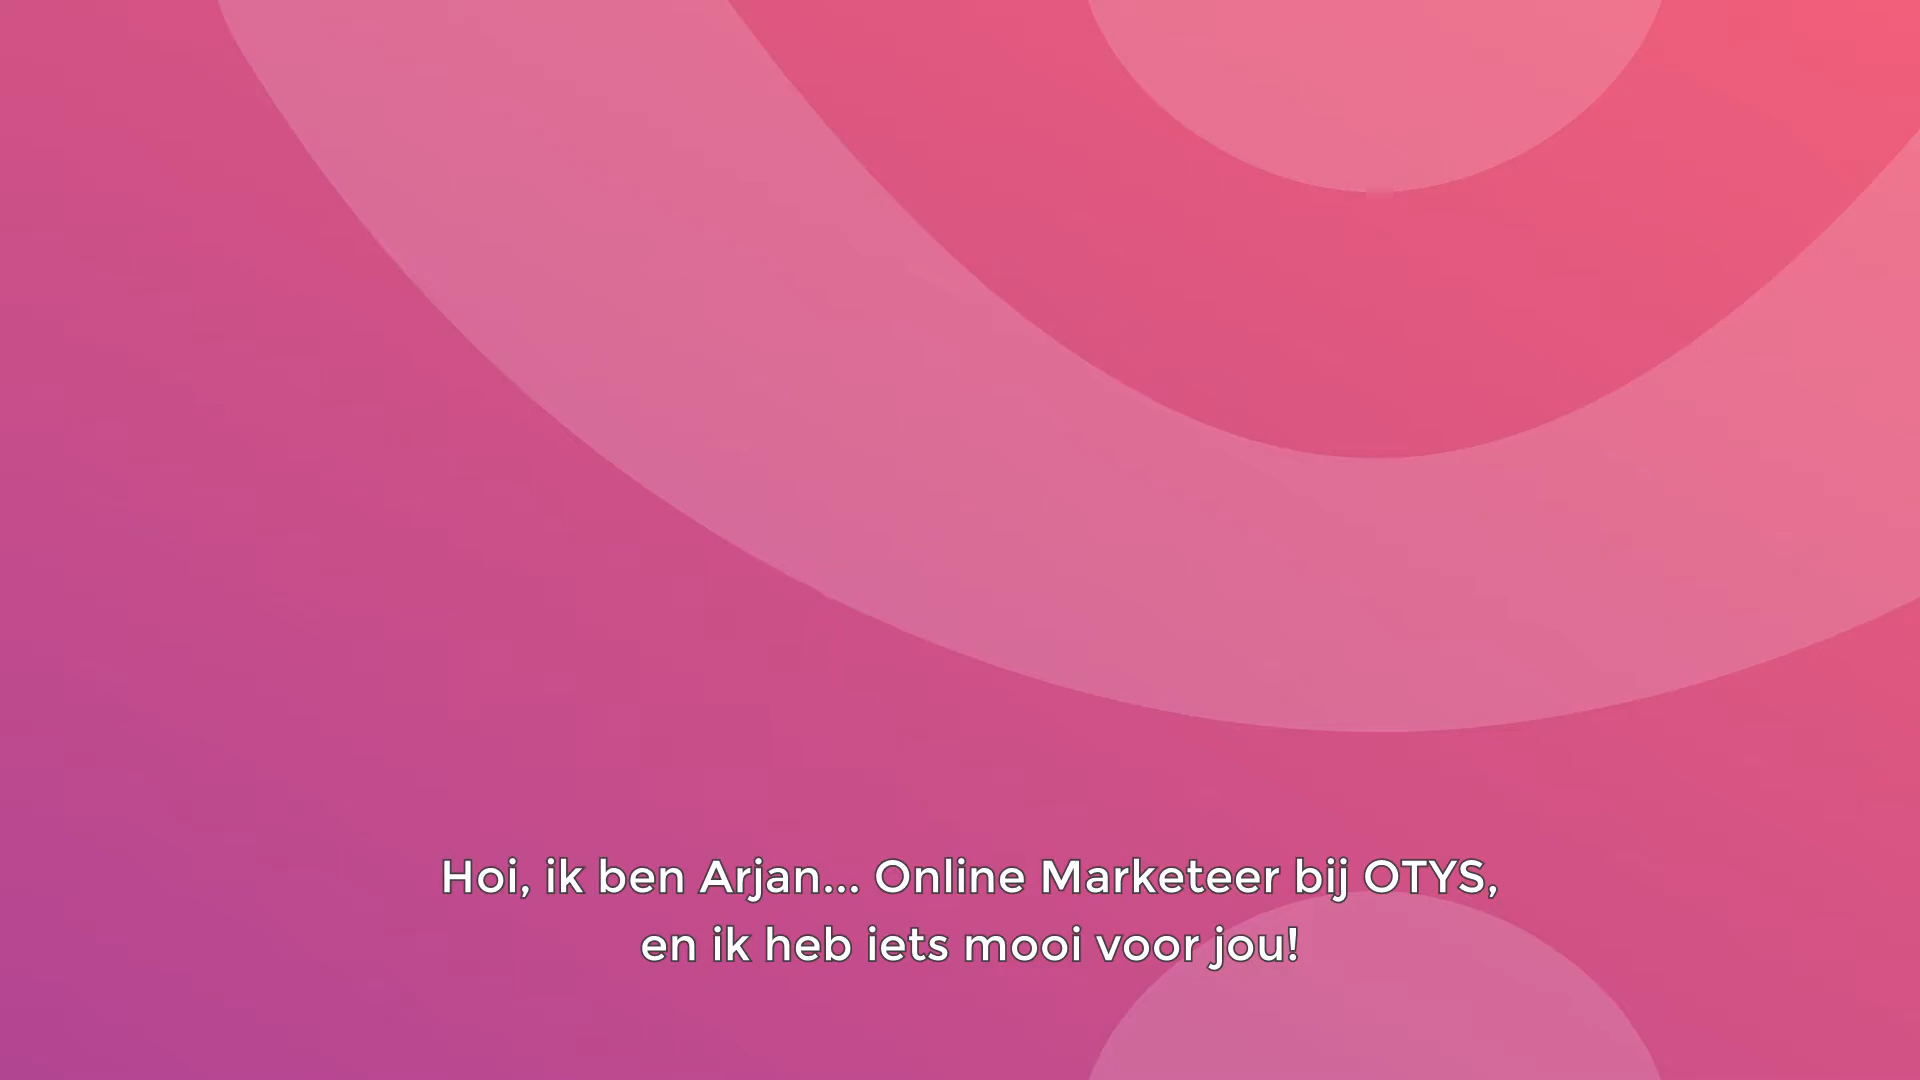 Hoi, ik ben Arjan... Online Marketeer bij OTYS,
en ik heb iets mooi voor jou!